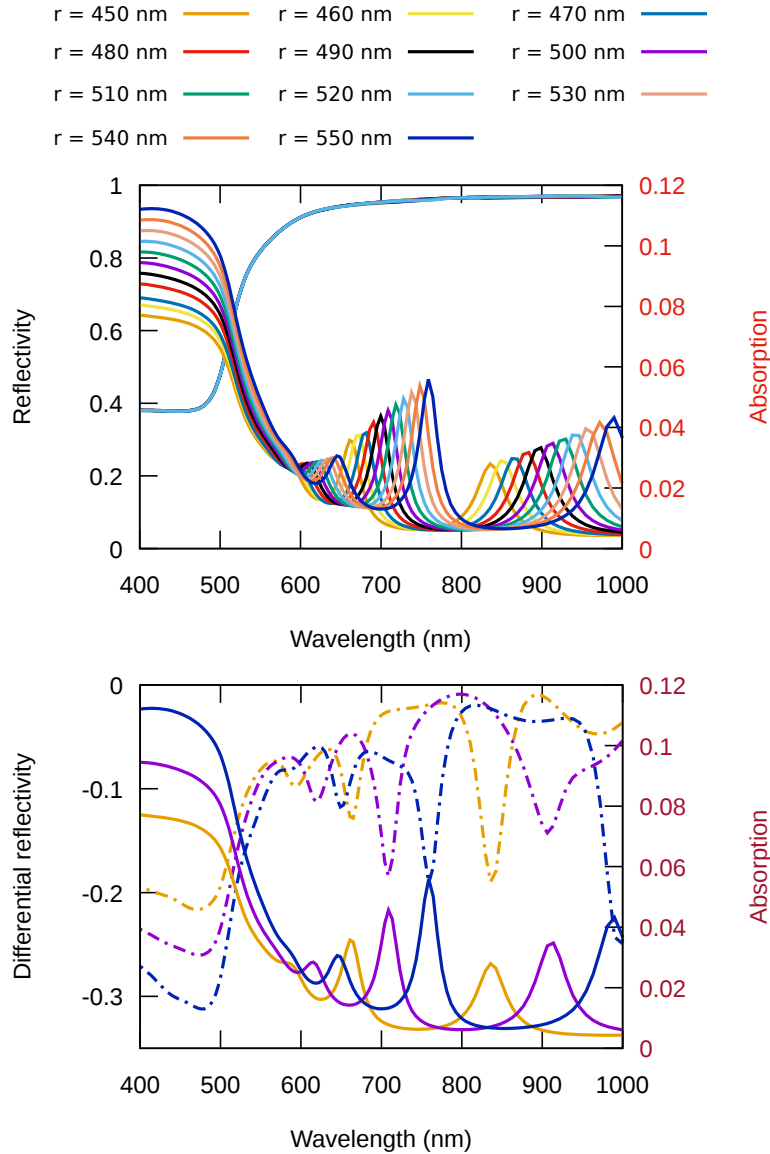 r = 450 nm r = 460 nm r = 470 nm
r = 480 nm r = 490 nm r = 500 nm
r = 510 nm r = 520 nm r = 530 nm
r = 540 nm r = 550 nm
1
0.8
0.6
0.4
0.2
0
Reflectivity
0.12
0.1
0.08
0.06
0.04
0.02
0
Absorption
400 500 600 700 800 900 1000
Wavelength (nm)
0
-0.1
-0.2
-0.3
Differential reflectivity
0.12
0.1
0.08
0.06
0.04
0.02
0
Absorption
400 500 600 700 800 900 1000
Wavelength (nm)